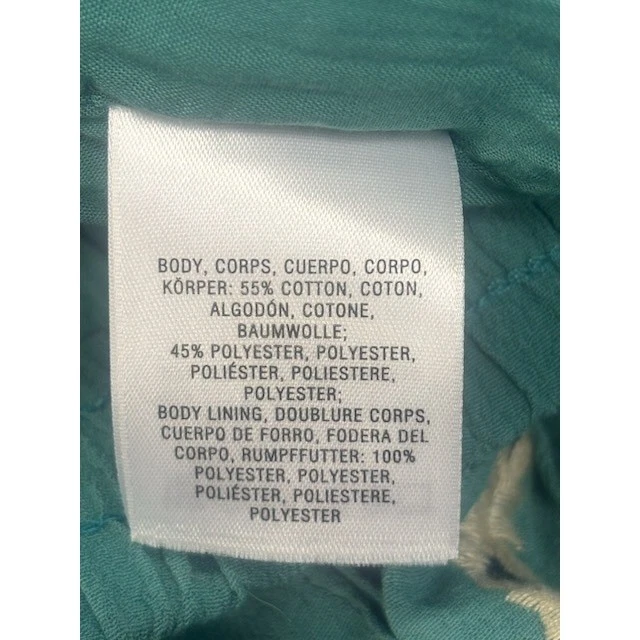 BODY, CORPS, CUERPO, CORPO,
KÖRPER: 55% COTTON, COTON,
ALGODÓN, COTONE,
BAUMWOLLE;
45% POLYESTER, POLYESTER,
POLIÉSTER, POLIESTERE,
POLYESTER;
BODY LINING, DOUBLURE CORPS,
CUERPO DE FORRO, FODERA DEL
CORPO, RUMPFFUTTER: 100%
POLYESTER, POLYESTER,
POLIÉSTER, POLIESTERE,
POLYESTER